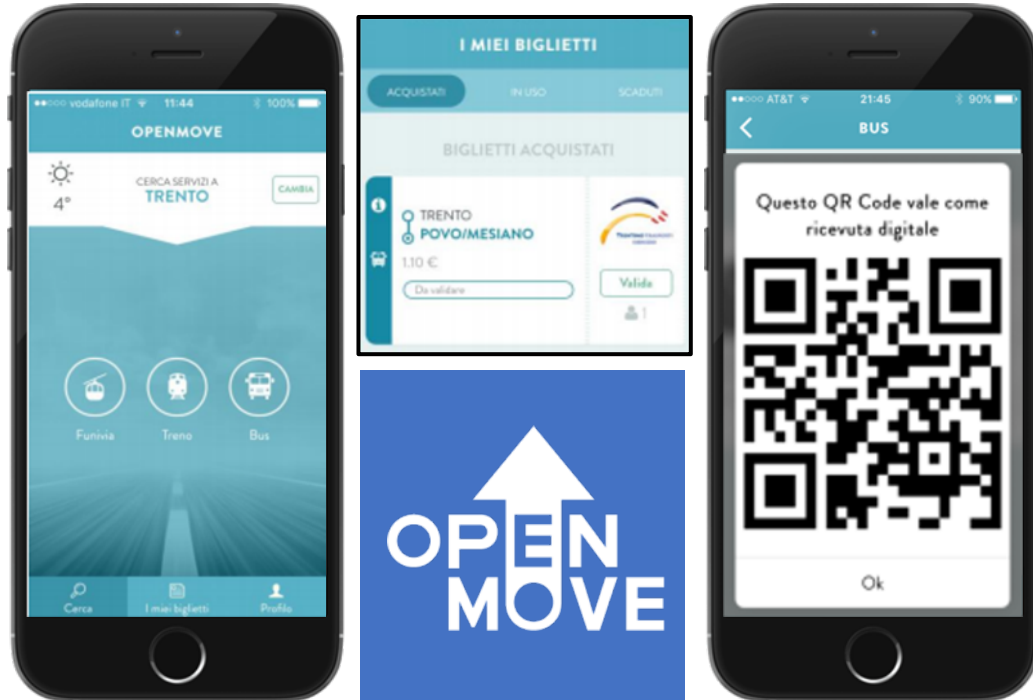 vodafone IT 11:44 100%
OPENMOVE
4°
CERCA SERVIZI A
TRENTO
CAMBIA
Funivia Treno Bus
Cerca I miei biglietti Profilo
I MIEI BIGLIETTI
ACQUISTATI IN USO SCADUTI
BIGLIETTI ACQUISTATI
TRENTO
POVO/MESIANO
1.10 €
Da validare
Valida
1
OPEN
MOVE
AT&T 21:45 90%
BUS
Questo QR Code vale come
ricevuta digitale
Ok